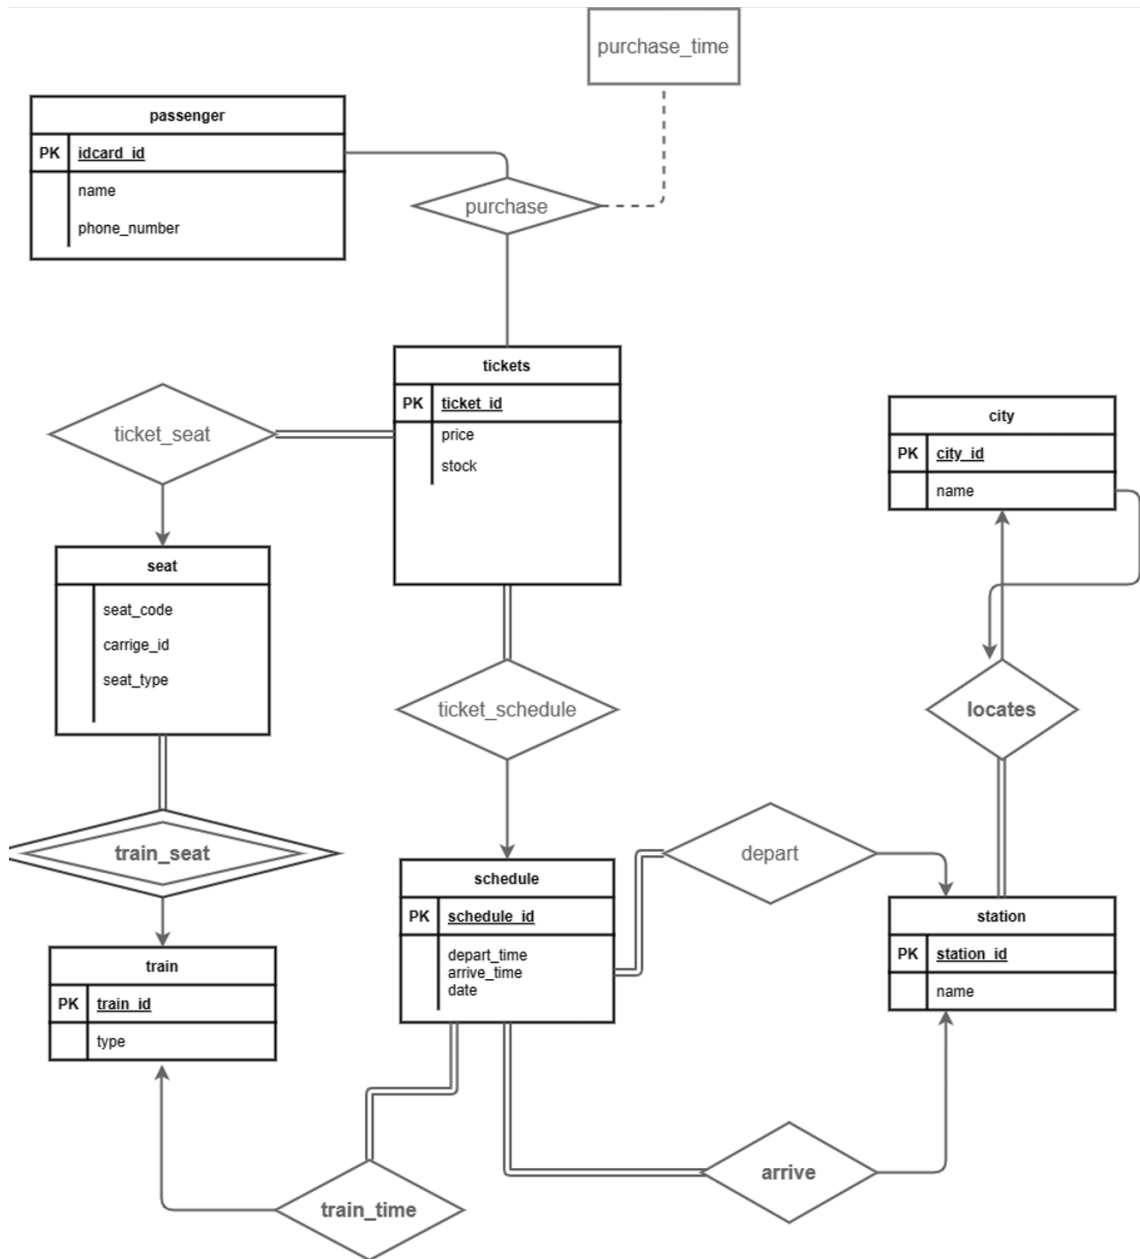 purchase_time
passenger
PK idcard_id
name
phone_number
purchase
tickets
PK ticket_id
price
stock
ticket_seat
city
PK city_id
name
seat
seat_code
carrige_id
seat_type
ticket_schedule
locates
train_seat
depart
schedule
PK schedule_id
depart_time
arrive_time
date
station
PK station_id
name
train
PK train_id
type
arrive
train_time